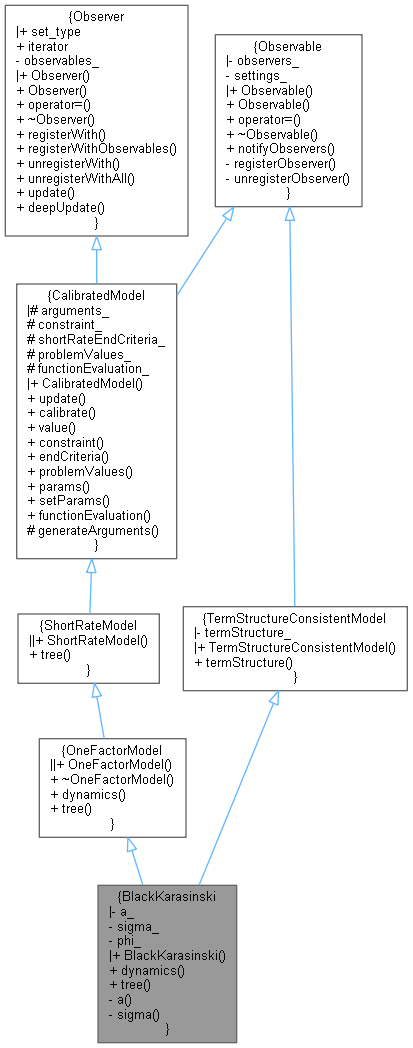 {Observer
|+ set_type
+ iterator
- observables_
|+ Observer()
+ Observer()
+ operator=()
+ ~Observer()
+ registerWith()
+ registerWithObservables()
+ unregisterWith()
+ unregisterWithAll()
+ update()
+ deepUpdate()
}
{Observable
|- observers_
- settings_
|+ Observable()
+ Observable()
+ operator=()
+ ~Observable()
+ notifyObservers()
- registerObserver()
- unregisterObserver()
}
{CalibratedModel
|# arguments_
# constraint_
# shortRateEndCriteria_
# problemValues_
# functionEvaluation_
|+ CalibratedModel()
+ update()
+ calibrate()
+ value()
+ constraint()
+ endCriteria()
+ problemValues()
+ params()
+ setParams()
+ functionEvaluation()
# generateArguments()
}
{ShortRateModel
||+ ShortRateModel()
+ tree()
}
{TermStructureConsistentModel
|- termStructure_
|+ TermStructureConsistentModel()
+ termStructure()
}
{OneFactorModel
||+ OneFactorModel()
+ ~OneFactorModel()
+ dynamics()
+ tree()
}
{BlackKarasinski
|- a_
- sigma_
- phi_
|+ BlackKarasinski()
+ dynamics()
+ tree()
- a()
- sigma()
}